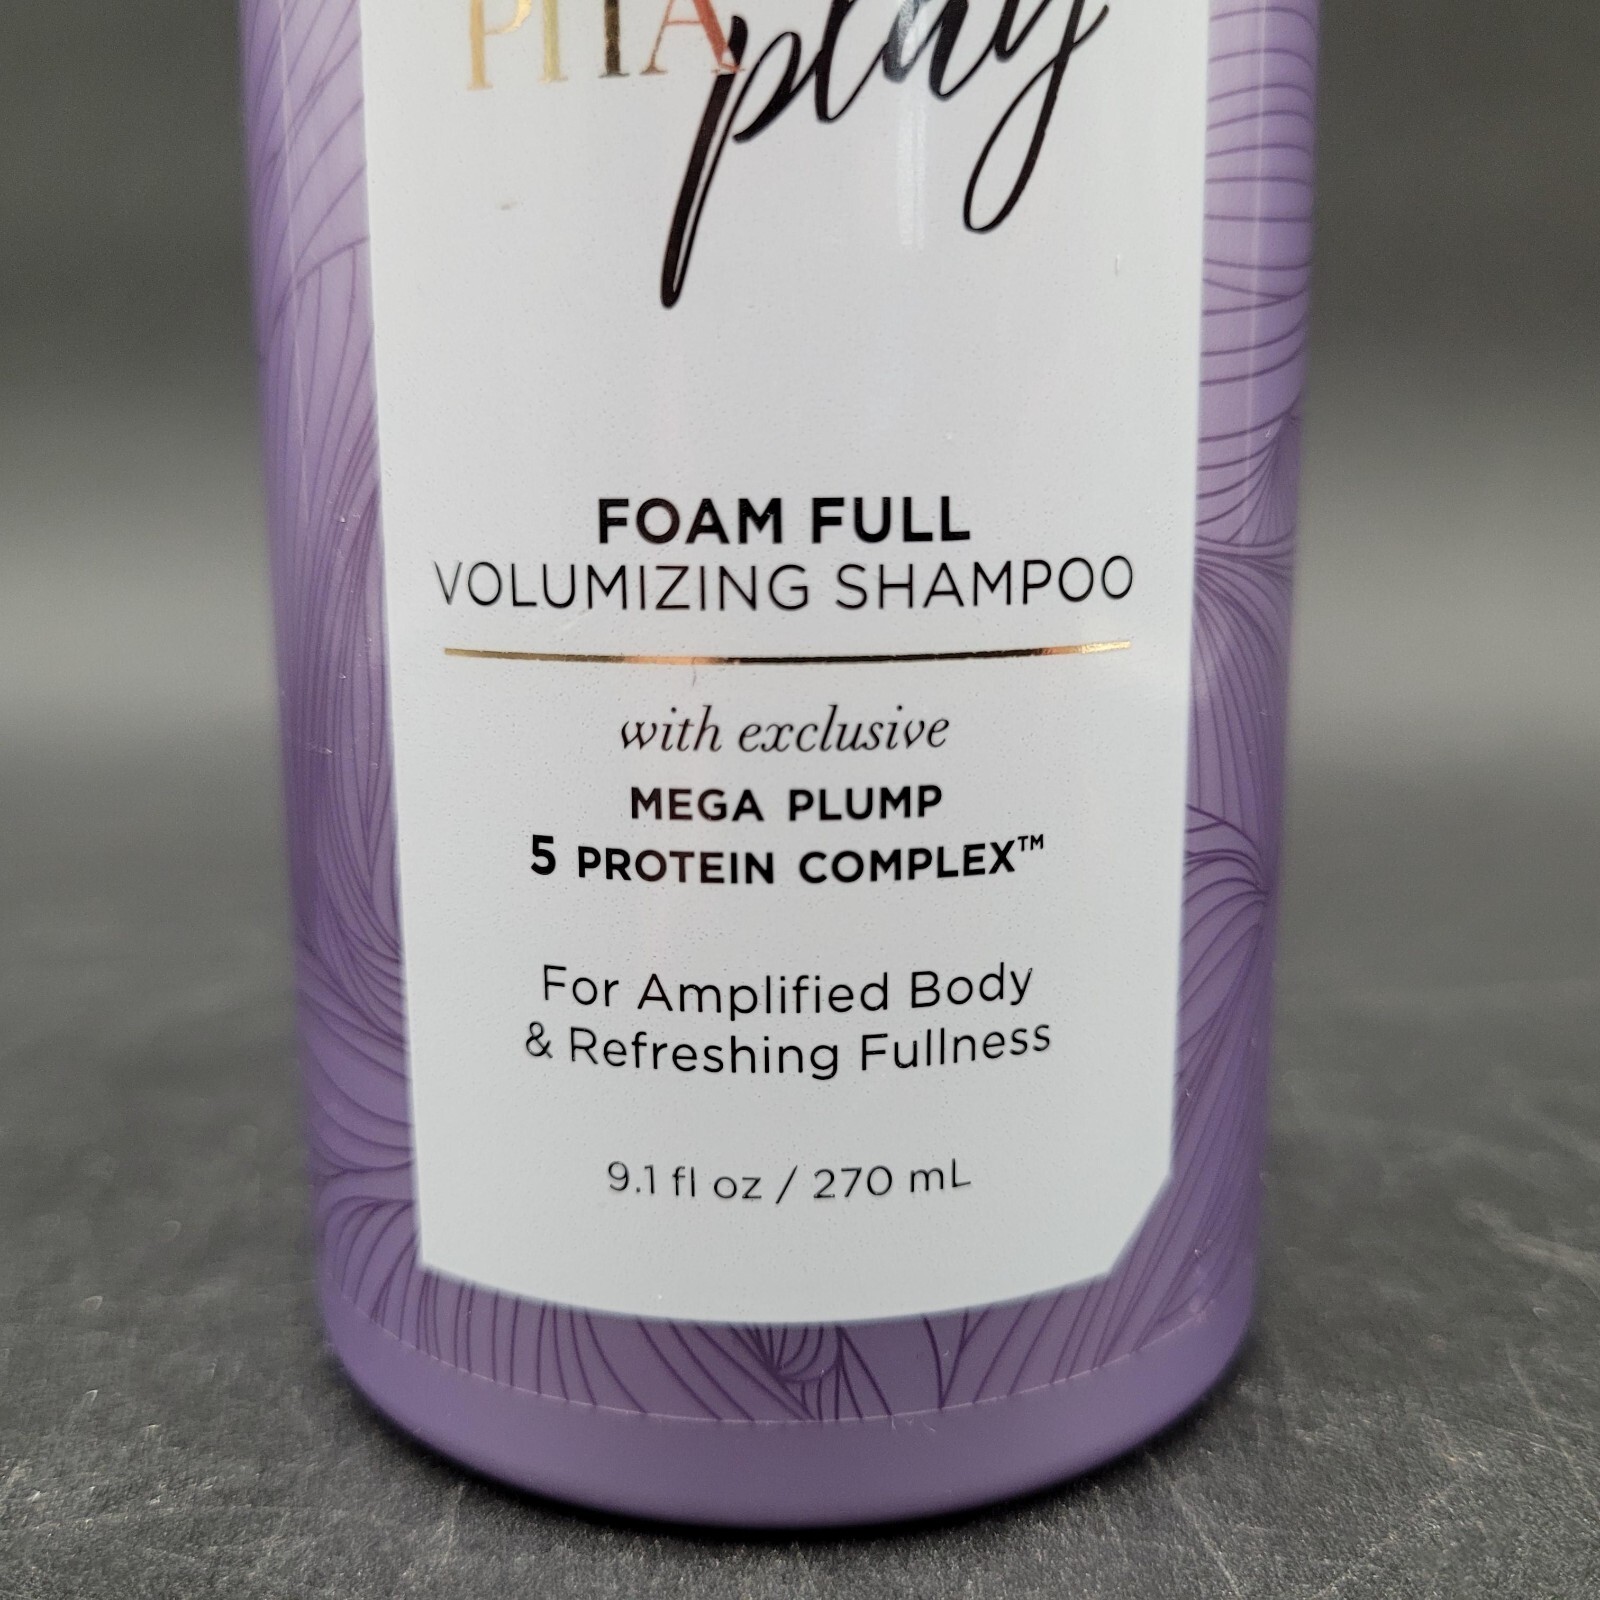 PITA play
FOAM FULL
VOLUMIZING SHAMPOO
with exclusive
MEGA PLUMP
5 PROTEIN COMPLEX™
For Amplified Body
& Refreshing Fullness
9.1 fl oz / 270 mL